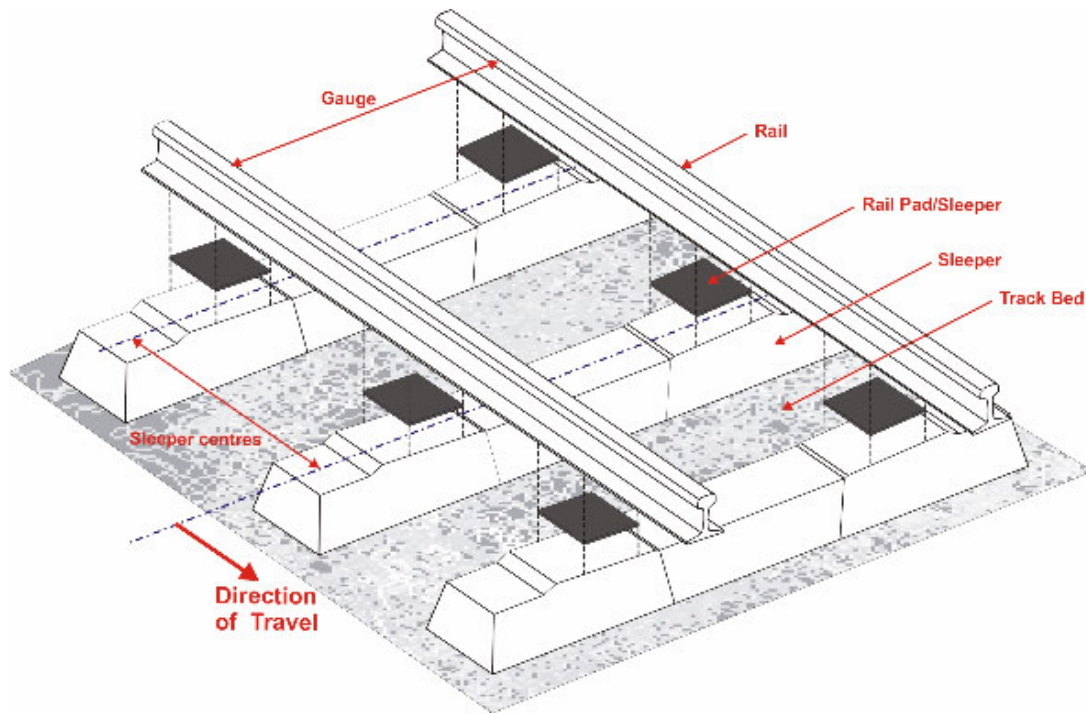 Gauge
Rail
Rail Pad/Sleeper
Sleeper
Track Bed
Sleeper centres
Direction
of Travel